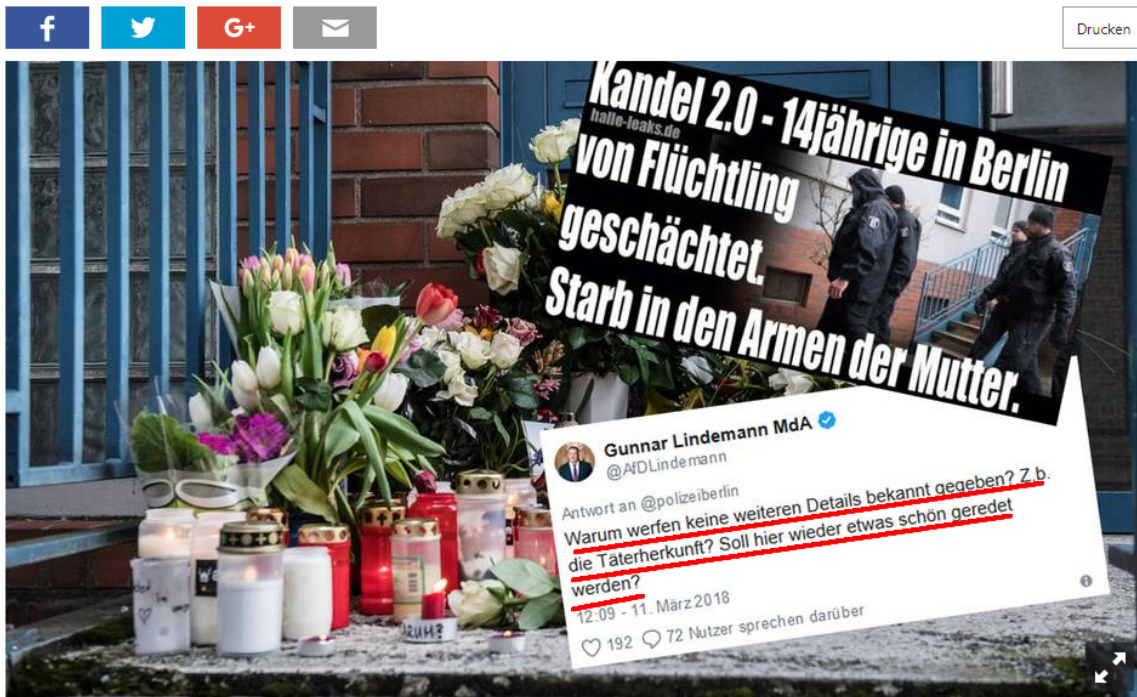 f
G+
Drucken
Kandel 2.0 - 14jährige in Berlin
halle-leaks.de
von Flüchtling
geschächtet.
Starb in den Armen der Mutter.
Gunnar Lindemann MdA
@AfDLindemann
Antwort an @polizeiberlin
Warum werfen keine weiteren Details bekannt gegeben? Z.b.
die Täterherkunft? Soll hier wieder etwas schön geredet
werden?
12:09 - 11. März 2018
192 72 Nutzer sprechen darüber
WARUM?